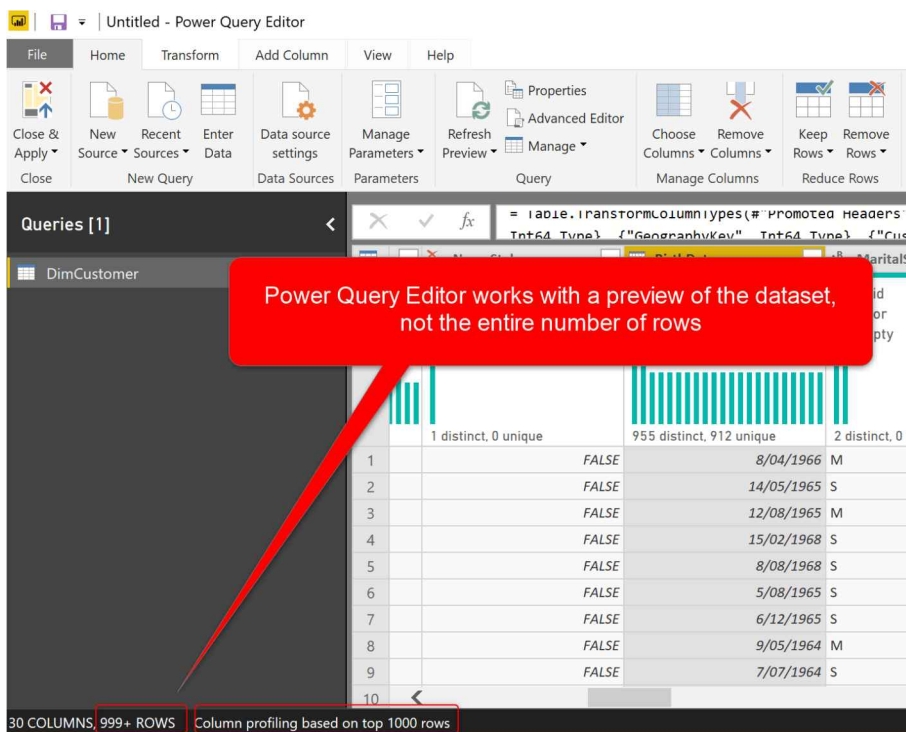 Untitled - Power Query Editor
File Home Transform Add Column View Help
Close & Apply
New Source
Recent Sources
Enter Data
Data source settings
Manage Parameters
Refresh Preview
Properties
Advanced Editor
Manage
Choose Columns
Remove Columns
Keep Rows
Remove Rows
Close New Query Data Sources Parameters Query Manage Columns Reduce Rows
Queries [1]
fx = Table.TransformColumnTypes(#"Promoted Headers"
Int64.Type}, {"GeographyKey", Int64.Type}, {"Cus
DimCustomer
Power Query Editor works with a preview of the dataset,
not the entire number of rows
1 distinct, 0 unique 955 distinct, 912 unique 2 distinct, 0
1 FALSE 8/04/1966 M
2 FALSE 14/05/1965 S
3 FALSE 12/08/1965 M
4 FALSE 15/02/1968 S
5 FALSE 8/08/1968 S
6 FALSE 5/08/1965 S
7 FALSE 6/12/1965 S
8 FALSE 9/05/1964 M
9 FALSE 7/07/1964 S
10
30 COLUMNS, 999+ ROWS Column profiling based on top 1000 rows